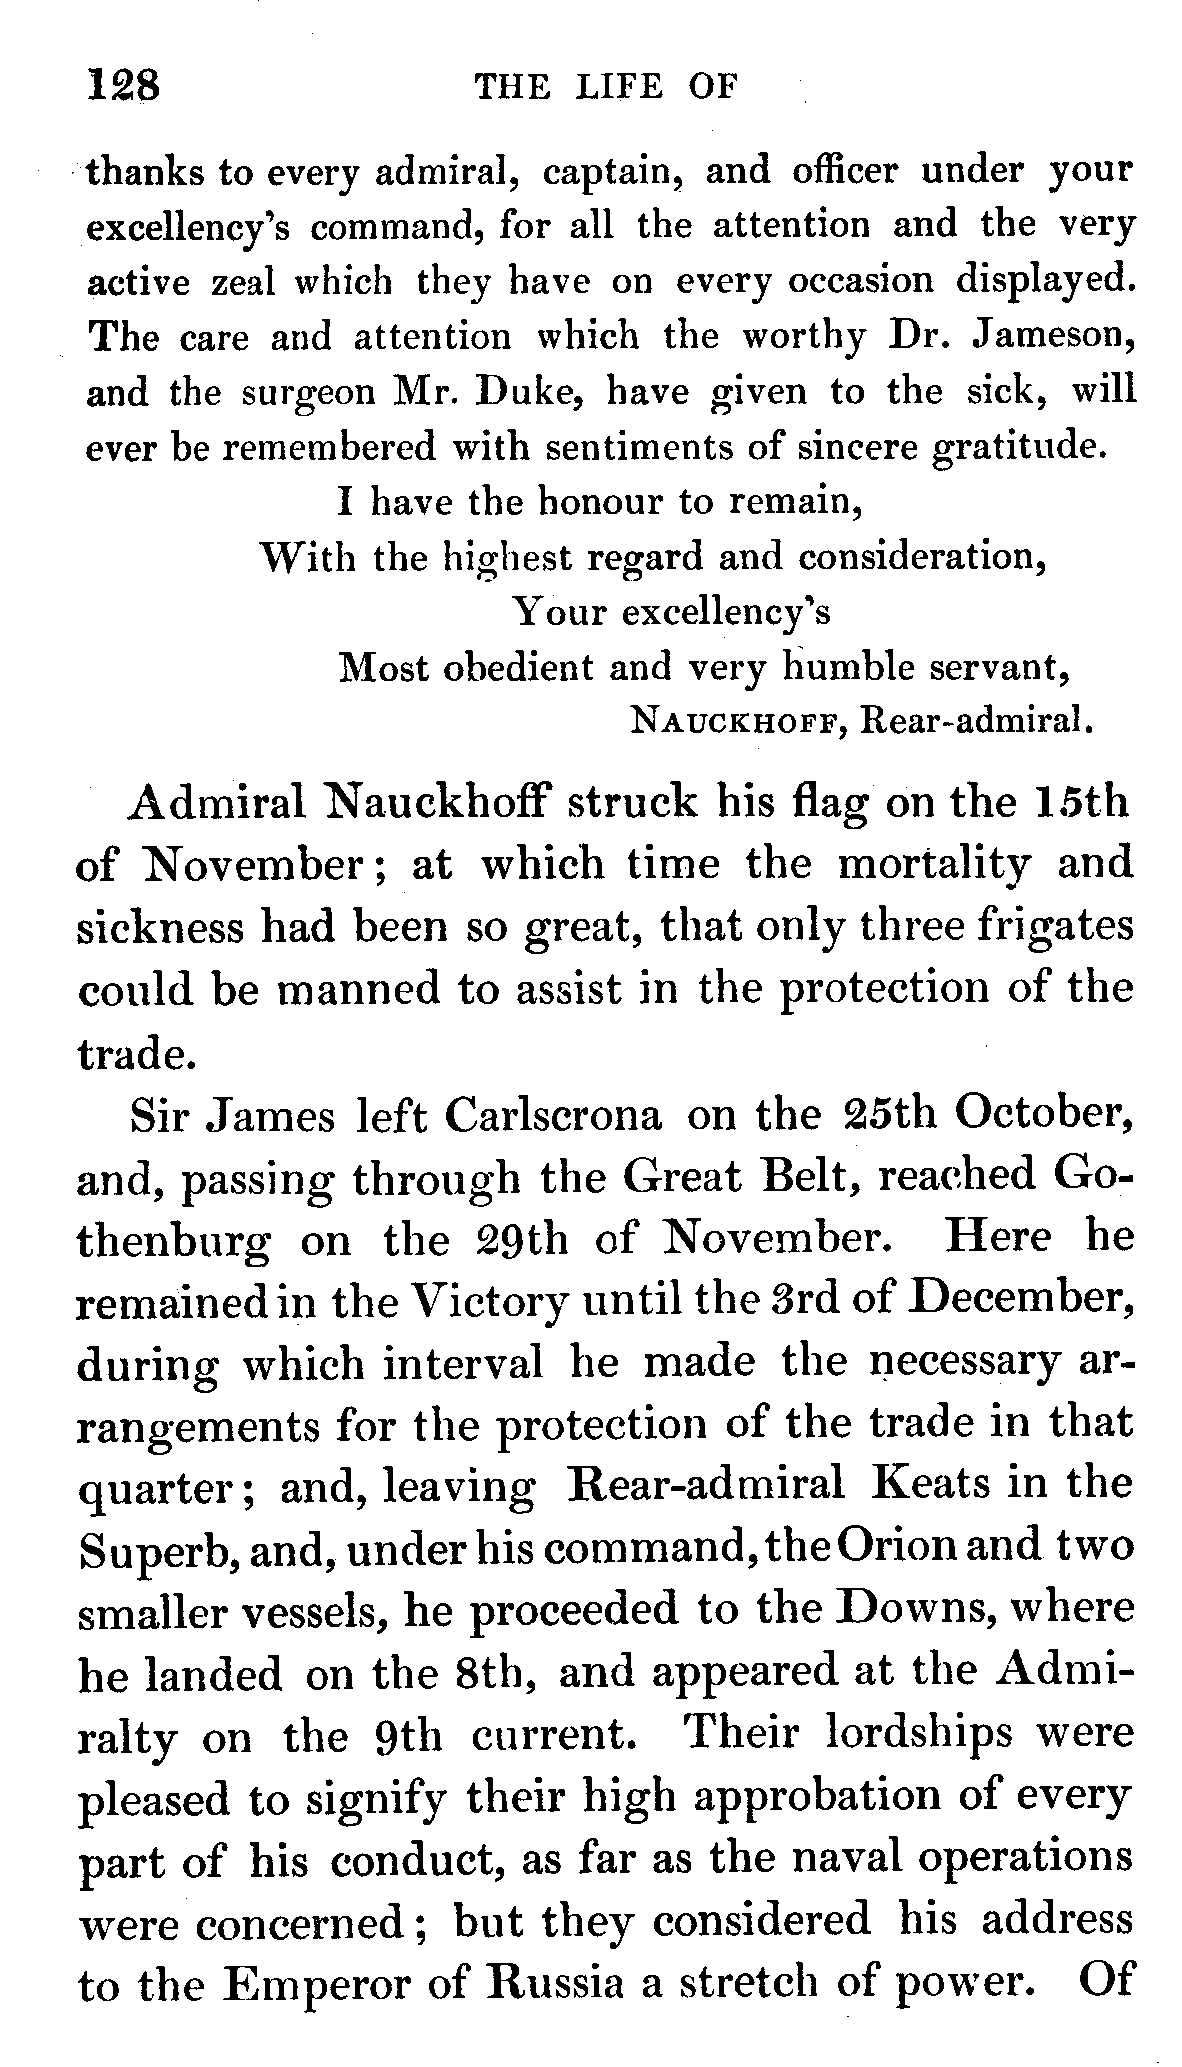 128 THE LIFE OF
thanks to every admiral, captain, and officer under your
excellency's command, for all the attention and the very
active zeal which they have on every occasion displayed.
The care and attention which the worthy Dr. Jameson,
and the surgeon Mr. Duke, have given to the sick, will
ever be remembered with sentiments of sincere gratitude.
I have the honour to remain,
With the highest regard and consideration,
Your excellency's
Most obedient and very humble servant,
NAUCKHOFF, Rear-admiral.
Admiral Nauckhoff struck his flag on the 15th
of November; at which time the mortality and
sickness had been so great, that only three frigates
could be manned to assist in the protection of the
trade.
Sir James left Carlscrona on the 25th October,
and, passing through the Great Belt, reached Go-
thenburg on the 29th of November. Here he
remained in the Victory until the 3rd of December,
during which interval he made the necessary ar-
rangements for the protection of the trade in that
quarter; and, leaving Rear-admiral Keats in the
Superb, and, under his command, the Orion and two
smaller vessels, he proceeded to the Downs, where
he landed on the 8th, and appeared at the Admi-
ralty on the 9th current. Their lordships were
pleased to signify their high approbation of every
part of his conduct, as far as the naval operations
were concerned; but they considered his address
to the Emperor of Russia a stretch of power. Of